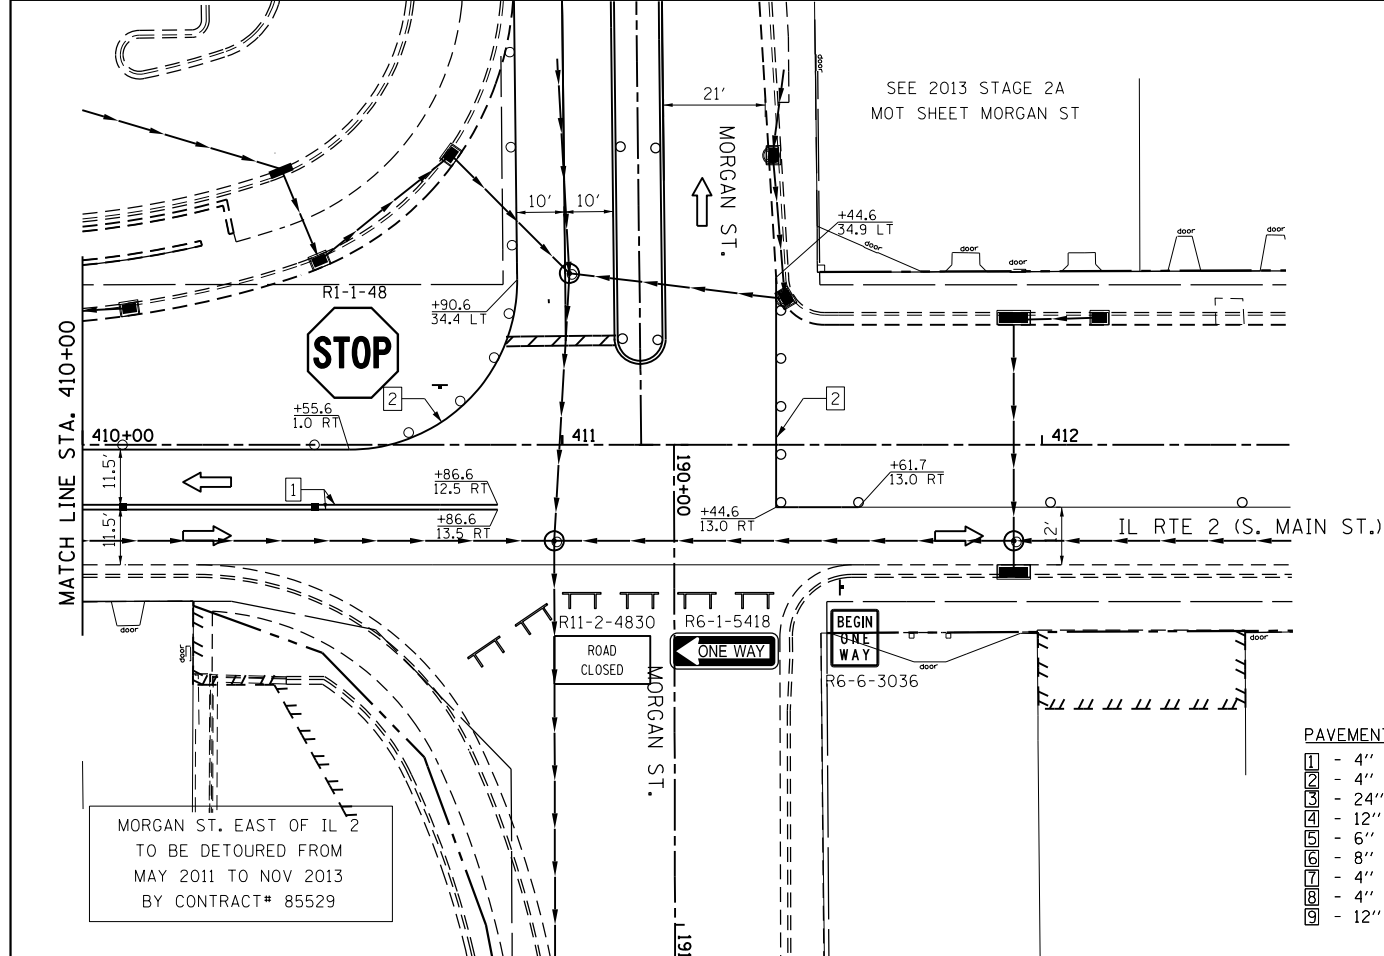 door
SEE 2013 STAGE 2A
MOT SHEET MORGAN ST
21'
MORGAN ST.
10'
10'
+44.6
34.9 LT
door
door
door
door
door
R1-1-48
STOP
+90.6
34.4 LT
2
2
+55.6
1.0 RT
MATCH LINE STA. 410+00
410+00
411
412
190+00
11.5'
11.5'
1
+86.6
12.5 RT
+86.6
13.5 RT
+61.7
13.0 RT
+44.6
13.0 RT
12'
IL RTE 2 (S. MAIN ST.)
R11-2-4830
R6-1-5418
ROAD
CLOSED
ONE WAY
BEGIN
ONE
WAY
R6-6-3036
door
door
door
door
MORGAN ST.
MORGAN ST. EAST OF IL 2
TO BE DETOURED FROM
MAY 2011 TO NOV 2013
BY CONTRACT# 85529
191
PAVEMENT
1 - 4''
2 - 4''
3 - 24''
4 - 12''
5 - 6''
6 - 8''
7 - 4''
8 - 4''
9 - 12''